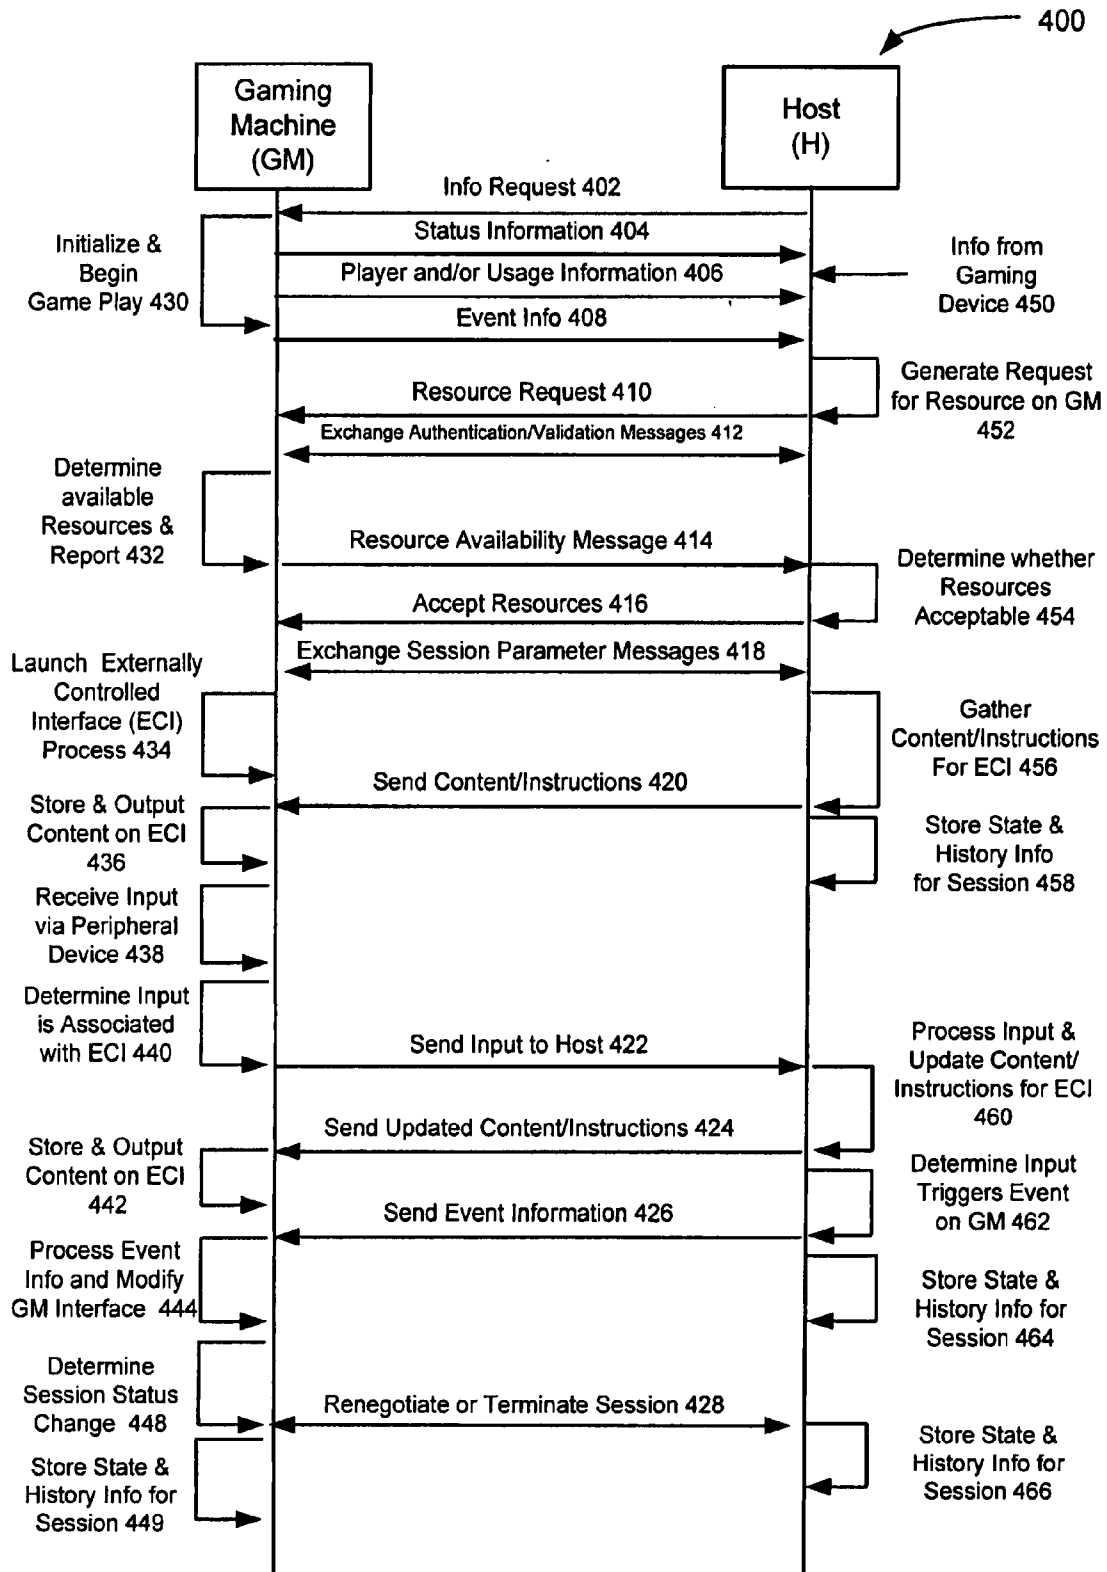 400
Gaming
Machine
(GM)
Host
(H)
Info Request 402
Status Information 404
Initialize &
Begin
Game Play 430
Player and/or Usage Information 406
Info from
Gaming
Device 450
Event Info 408
Generate Request
for Resource on GM
452
Resource Request 410
Exchange Authentication/Validation Messages 412
Determine
available
Resources &
Report 432
Resource Availability Message 414
Determine whether
Resources
Acceptable 454
Accept Resources 416
Exchange Session Parameter Messages 418
Launch Externally
Controlled
Interface (ECI)
Process 434
Gather
Content/Instructions
For ECI 456
Send Content/Instructions 420
Store & Output
Content on ECI
436
Store State &
History Info
for Session 458
Receive Input
via Peripheral
Device 438
Determine Input
is Associated
with ECI 440
Send Input to Host 422
Process Input &
Update Content/
Instructions for ECI
460
Send Updated Content/Instructions 424
Store & Output
Content on ECI
442
Determine Input
Triggers Event
on GM 462
Send Event Information 426
Process Event
Info and Modify
GM Interface 444
Store State &
History Info for
Session 464
Determine
Session Status
Change 448
Renegotiate or Terminate Session 428
Store State &
History Info for
Session 466
Store State &
History Info for
Session 449